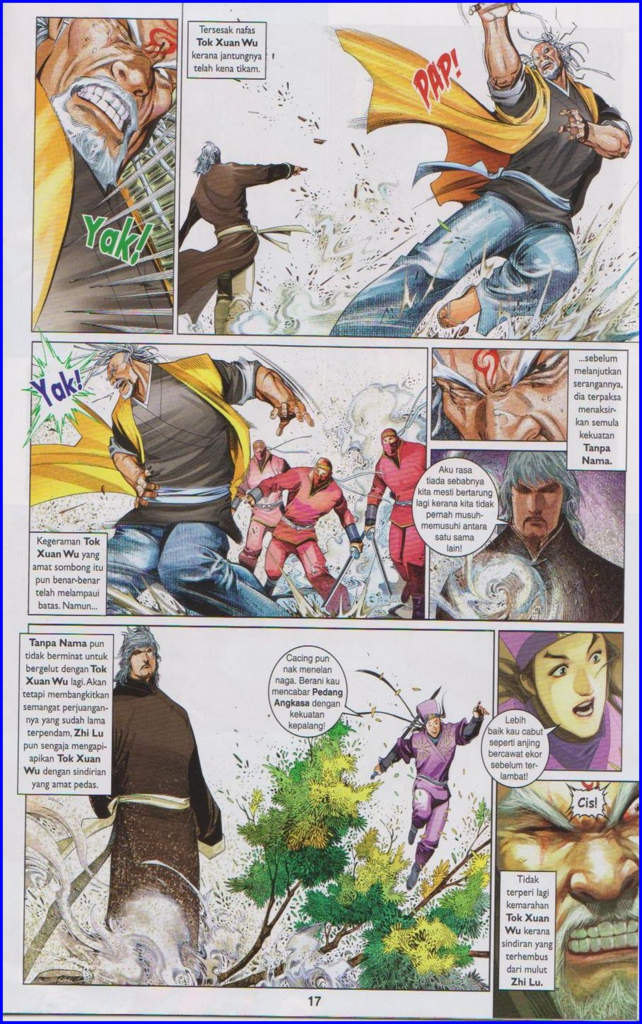 Tersesak nafas
Tok Xuan Wu
kerana jantungnya
telah kena tikam.
PAP!
Yak!
Yak!
Kegeraman Tok
Xuan Wu yang
amat sombong itu
pun benar-benar
telah melampaui
batas. Namun...
...sebelum
melanjutkan
serangannya,
dia terpaksa
menaksir-
kan semula
kekuatan
Tanpa
Nama.
Aku rasa
tiada sebabnya
kita mesti bertarung
lagi kerana kita tidak
pernah musuh-
memusuhi antara
satu sama
lain!
Tanpa Nama pun
tidak berminat untuk
bergelut dengan Tok
Xuan Wu lagi. Akan
tetapi membangkitkan
semangat perjuangan-
nya yang sudah lama
terpendam, Zhi Lu
pun sengaja mengapi-
apikan Tok Xuan
Wu dengan sindirian
yang amat pedas.
Cacing pun
nak menelan
naga. Berani kau
mencabar Pedang
Angkasa dengan
kekuatan
kepalang!
Lebih
baik kau cabut
seperti anjing
bercawat ekor
sebelum ter-
lambat!
Cis!
Tidak
terperi lagi
kemarahan
Tok Xuan
Wu kerana
sindiran yang
terhembus
dari mulut
Zhi Lu.
17